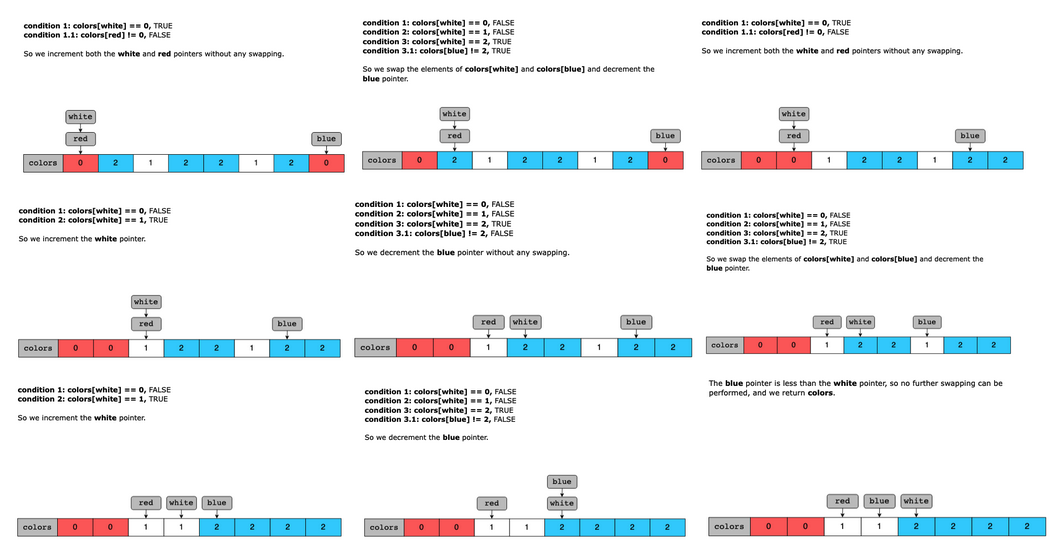 condition 1: colors[white] == 0, TRUE
condition 1.1: colors[red] != 0, FALSE
So we increment both the white and red pointers without any swapping.
white
red
blue
colors 0 2 1 2 2 1 2 0
condition 1: colors[white] == 0, FALSE
condition 2: colors[white] == 1, FALSE
condition 3: colors[white] == 2, TRUE
condition 3.1: colors[blue] != 2, TRUE
So we swap the elements of colors[white] and colors[blue] and decrement the
blue pointer.
white
red
blue
colors 0 2 1 2 2 1 2 0
condition 1: colors[white] == 0, TRUE
condition 1.1: colors[red] != 0, FALSE
So we increment both the white and red pointers without any swapping.
white
red
blue
colors 0 0 1 2 2 1 2 2
condition 1: colors[white] == 0, FALSE
condition 2: colors[white] == 1, TRUE
So we increment the white pointer.
white
red
blue
colors 0 0 1 2 2 1 2 2
condition 1: colors[white] == 0, FALSE
condition 2: colors[white] == 1, FALSE
condition 3: colors[white] == 2, TRUE
condition 3.1: colors[blue] != 2, FALSE
So we decrement the blue pointer without any swapping.
red white blue
colors 0 0 1 2 2 1 2 2
condition 1: colors[white] == 0, FALSE
condition 2: colors[white] == 1, FALSE
condition 3: colors[white] == 2, TRUE
condition 3.1: colors[blue] != 2, TRUE
So we swap the elements of colors[white] and colors[blue] and decrement the
blue pointer.
red white blue
colors 0 0 1 2 2 1 2 2
condition 1: colors[white] == 0, FALSE
condition 2: colors[white] == 1, TRUE
So we increment the white pointer.
red white blue
colors 0 0 1 1 2 2 2 2
condition 1: colors[white] == 0, FALSE
condition 2: colors[white] == 1, FALSE
condition 3: colors[white] == 2, TRUE
condition 3.1: colors[blue] != 2, FALSE
So we decrement the blue pointer.
blue
red white
colors 0 0 1 1 2 2 2 2
The blue pointer is less than the white pointer, so no further swapping can be
performed, and we return colors.
red blue white
colors 0 0 1 1 2 2 2 2